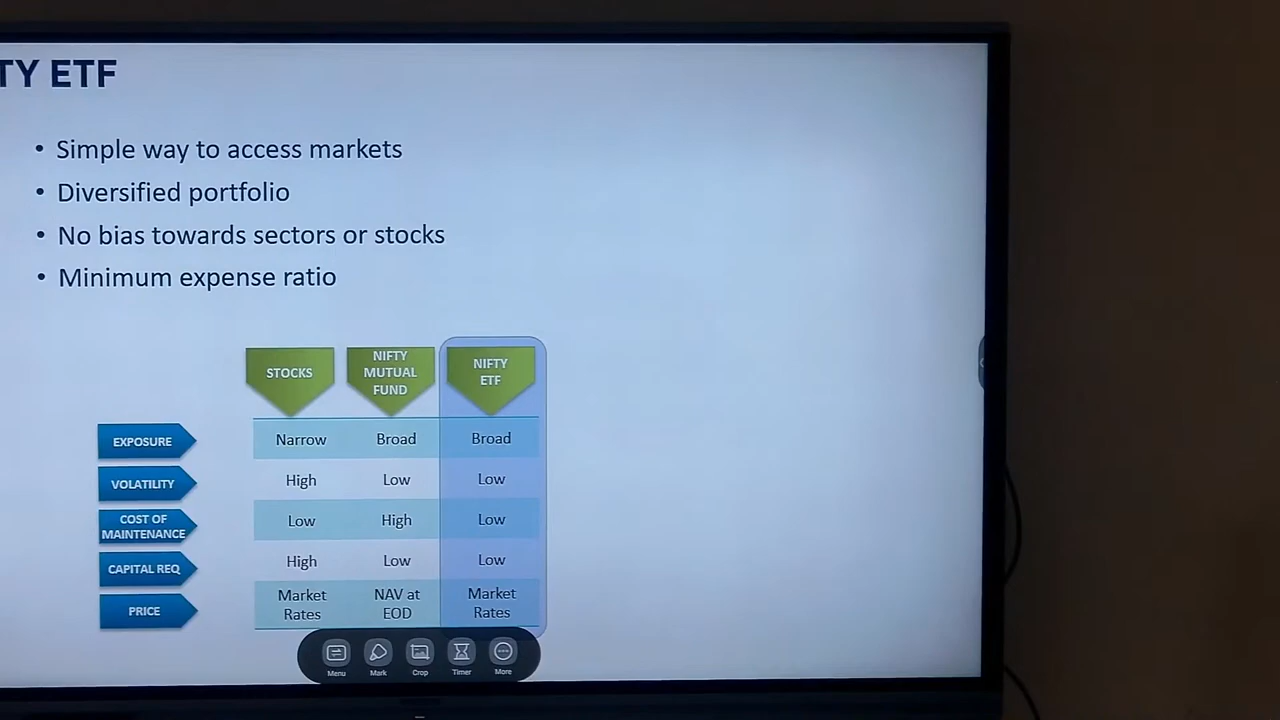 TY ETF
• Simple way to access markets
• Diversified portfolio
• No bias towards sectors or stocks
• Minimum expense ratio
STOCKS
NIFTY
MUTUAL
FUND
NIFTY
ETF
EXPOSURE Narrow Broad Broad
VOLATILITY High Low Low
COST OF
MAINTENANCE
Low High Low
CAPITAL REQ High Low Low
PRICE
Market
Rates
NAV at
EOD
Market
Rates
Menu Mark Crop Timer More